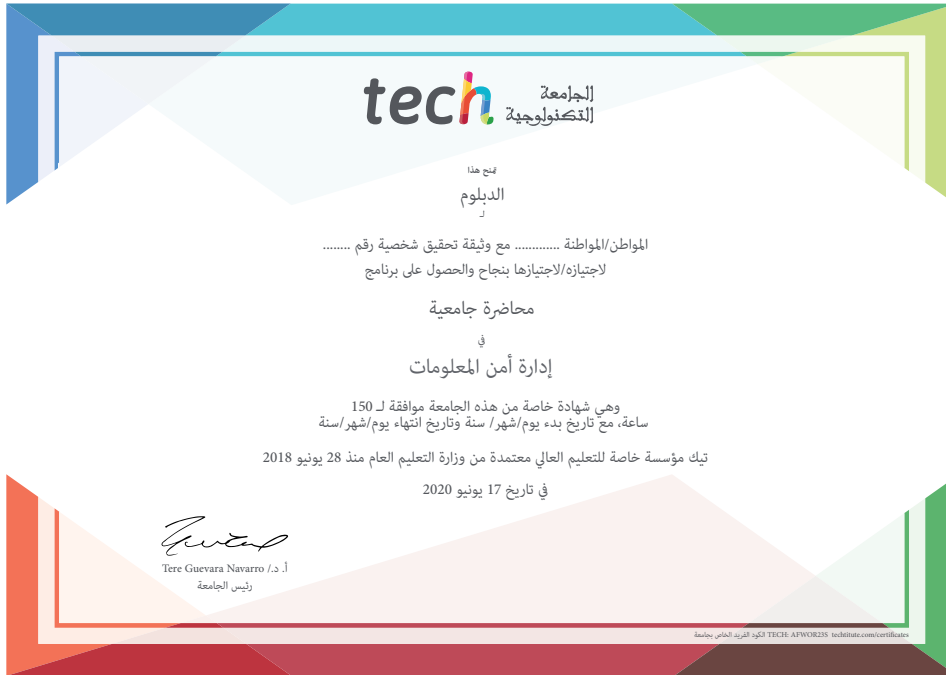 tech الجامعة
التكنولوجية
تمنح هذا
الدبلوم
لـ
المواطن/المواطنة ............ مع وثيقة تحقيق شخصية رقم ........
لاجتيازه/لاجتيازها بنجاح والحصول على برنامج
محاضرة جامعية
في
إدارة أمن المعلومات
وهي شهادة خاصة من هذه الجامعة موافقة لـ 150
ساعة، مع تاريخ بدء يوم/شهر/ سنة وتاريخ انتهاء يوم/شهر/سنة
تيك مؤسسة خاصة للتعليم العالي معتمدة من وزارة التعليم العام منذ 28 يونيو 2018
في تاريخ 17 يونيو 2020
أ. د./ Tere Guevara Navarro
رئيس الجامعة
الكود الفريد الخاص بجامعة TECH: AFWOR23S techtitute.com/certificates